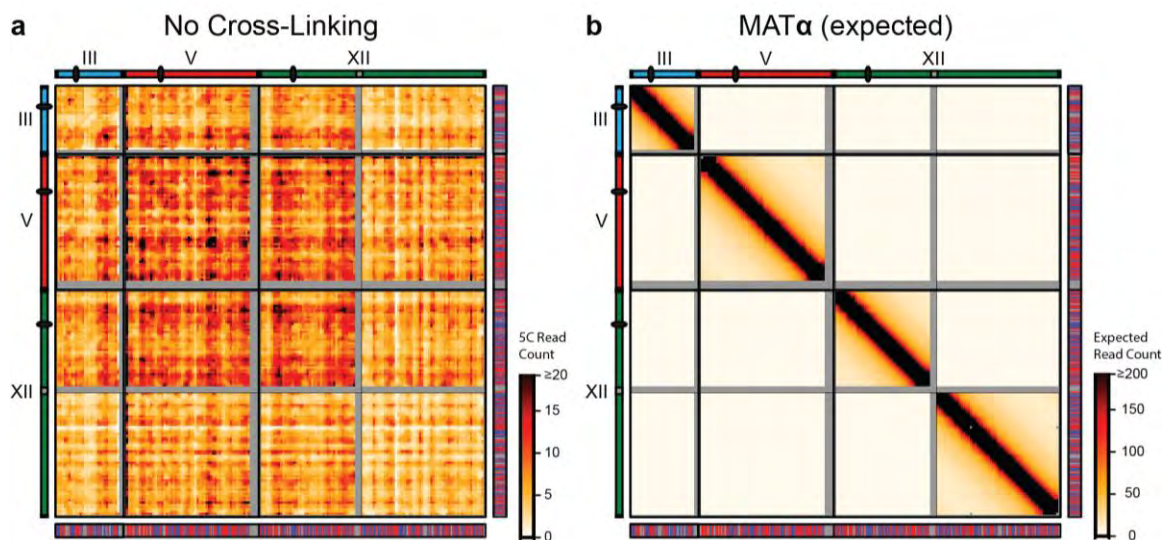 a No Cross-Linking
III V XII
III
V
XII
5C Read
Count
≥20
15
10
5
0
b MATα (expected)
III V XII
III
V
XII
Expected
Read Count
≥200
150
100
50
0